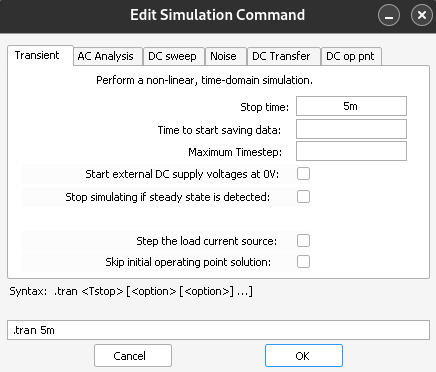 Edit Simulation Command
Transient AC Analysis DC sweep Noise DC Transfer DC op pnt
Perform a non-linear, time-domain simulation.
Stop time: 5m
Time to start saving data:
Maximum Timestep:
Start external DC supply voltages at 0V:
Stop simulating if steady state is detected:
Step the load current source:
Skip initial operating point solution:
Syntax: .tran <Tstop> [<option> [<option>] ...]
.tran 5m
Cancel OK